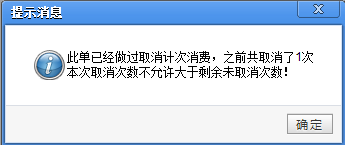 提示消息
此单已经做过取消计次消费，之前共取消了1次
本次取消次数不允许大于剩余未取消次数！
确定